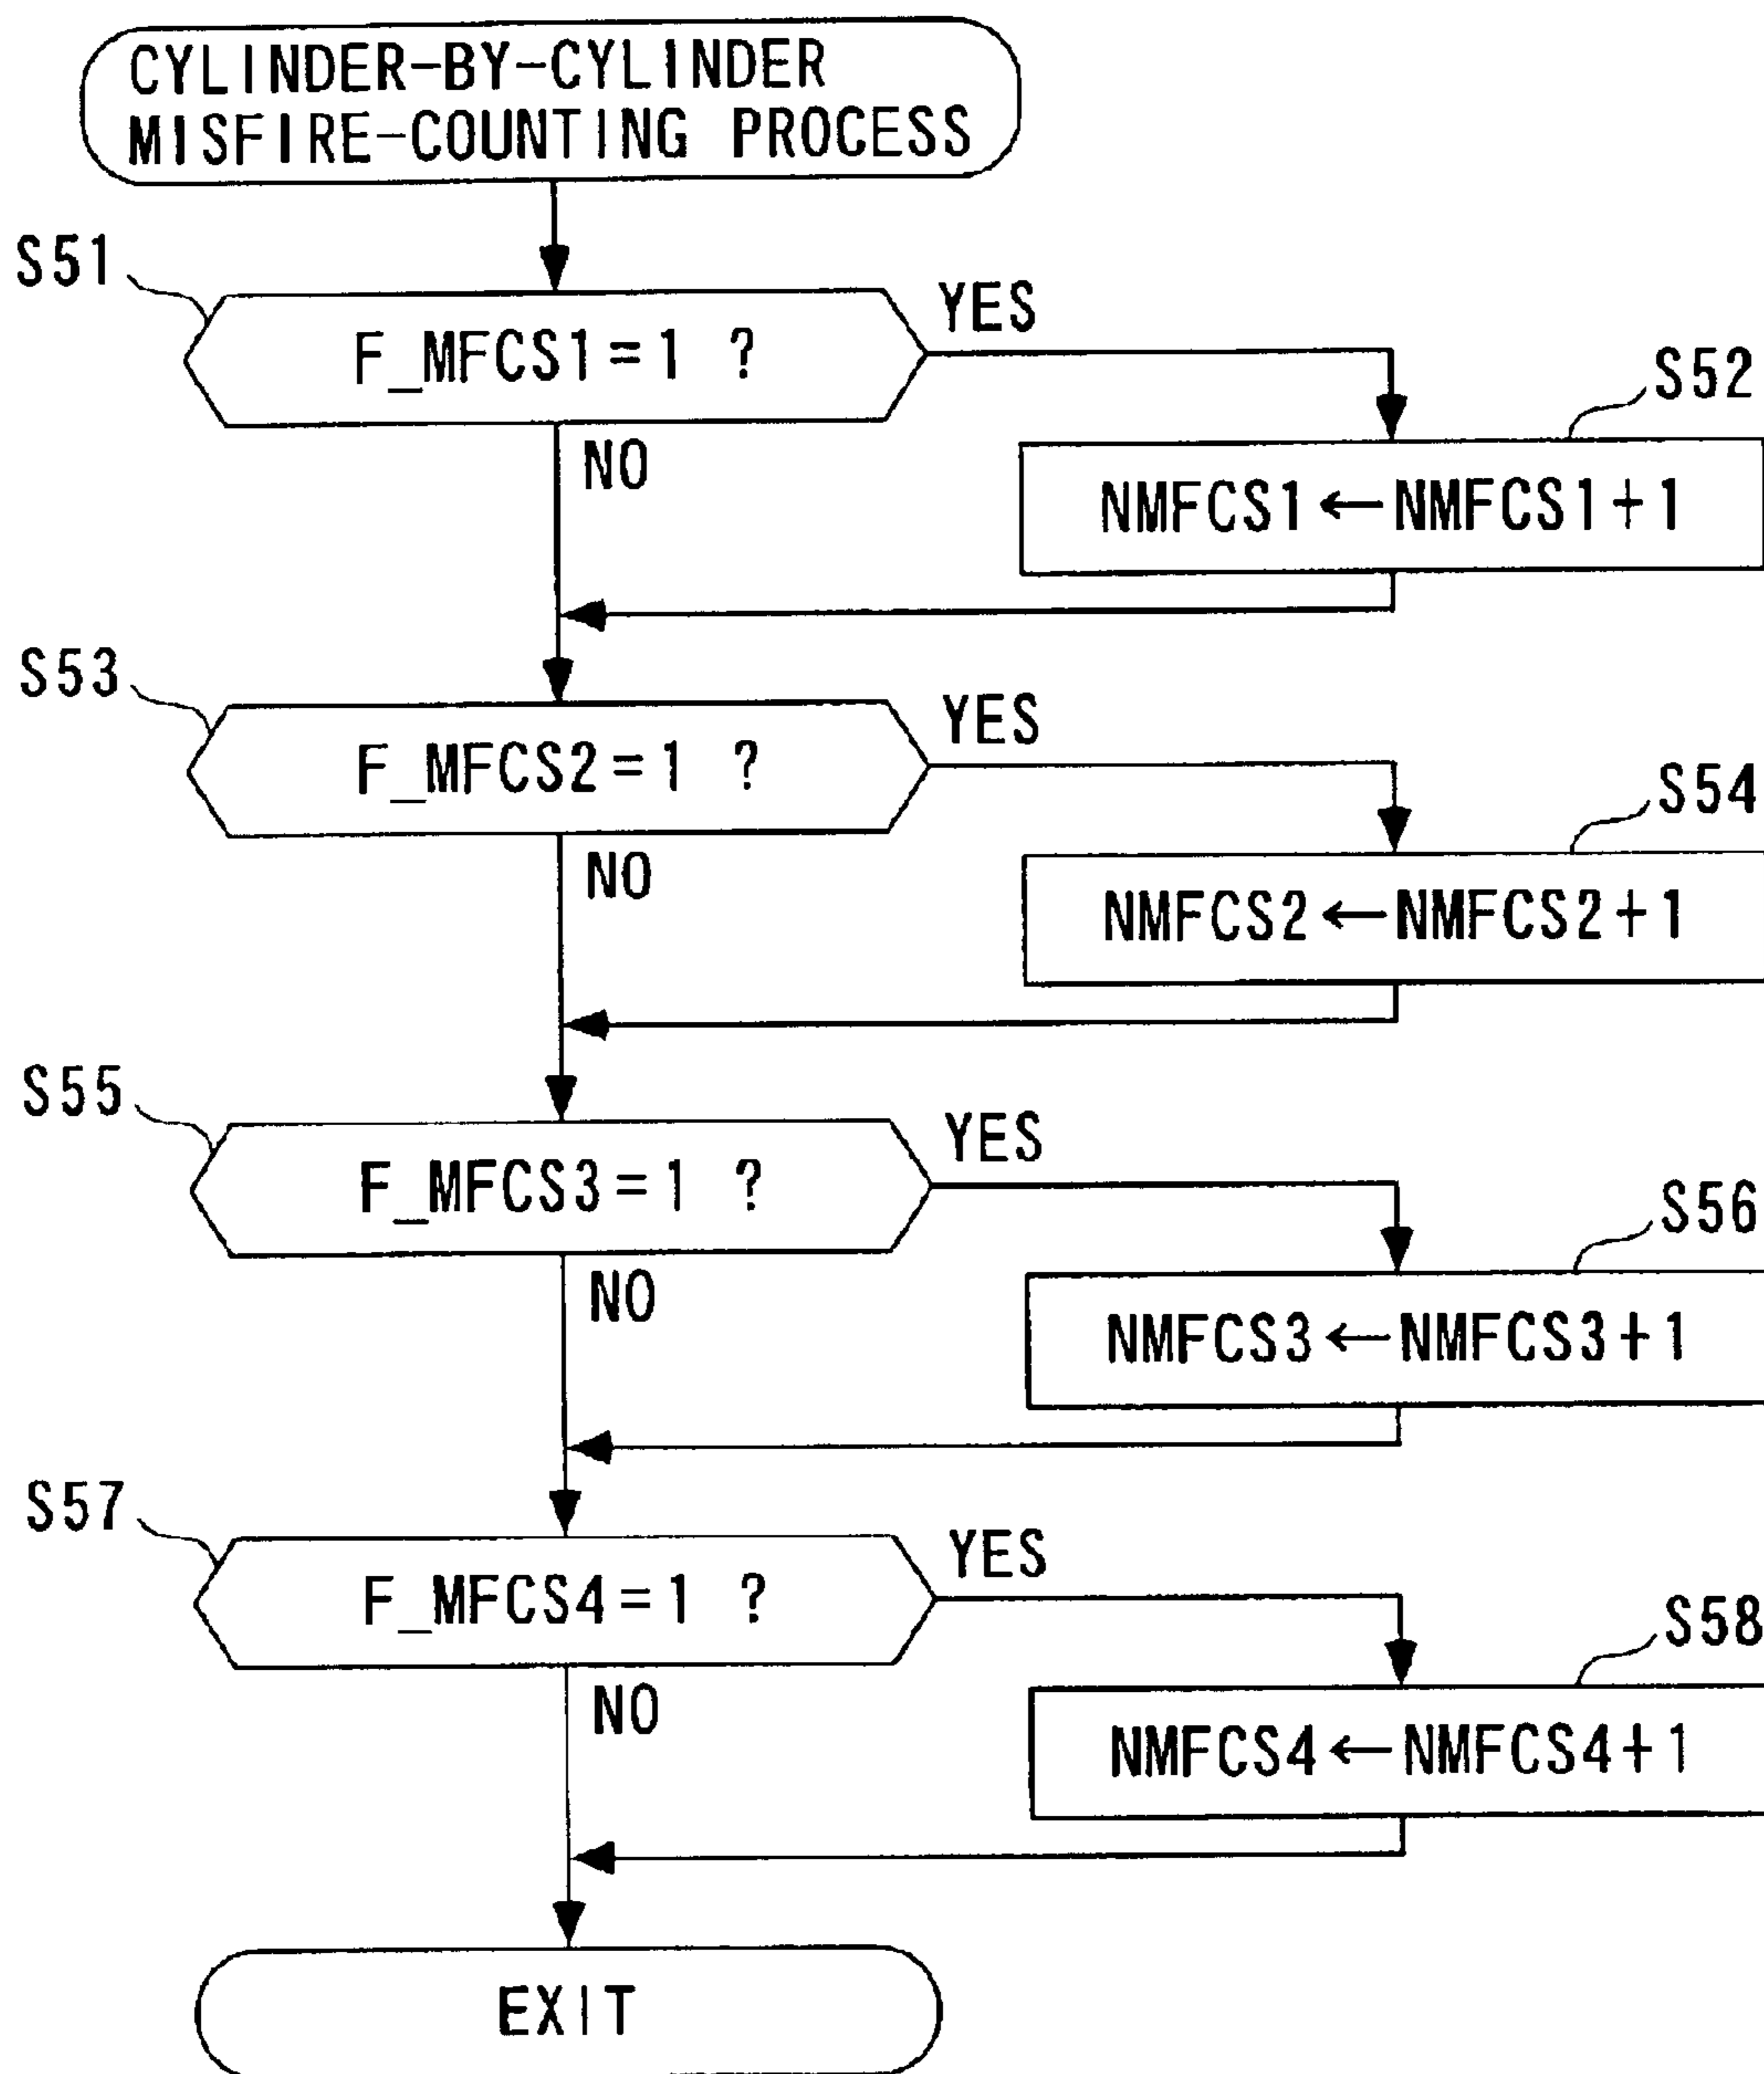 CYLINDER-BY-CYLINDER
MISFIRE-COUNTING PROCESS
S51
F_MFCS1=1 ?
YES
S52
NO
NMFCS1←NMFCS1+1
S53
F_MFCS2=1 ?
YES
S54
NO
NMFCS2←NMFCS2+1
S55
F_MFCS3=1 ?
YES
S56
NO
NMFCS3←NMFCS3+1
S57
F_MFCS4=1 ?
YES
S58
NO
NMFCS4←NMFCS4+1
EXIT